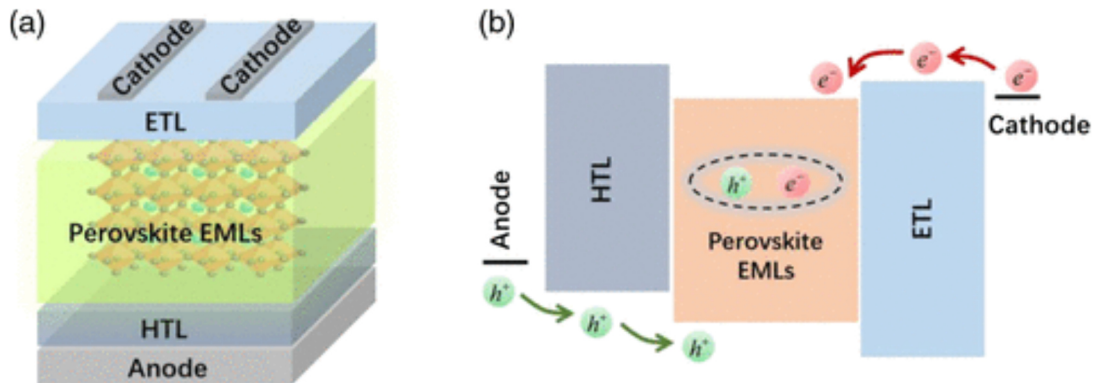 (a)
Cathode
Cathode
ETL
Perovskite EMLs
HTL
Anode
(b)
e⁻
e⁻
e⁻
Cathode
HTL
h⁺
e⁻
Perovskite
EMLs
ETL
Anode
h⁺
h⁺
h⁺